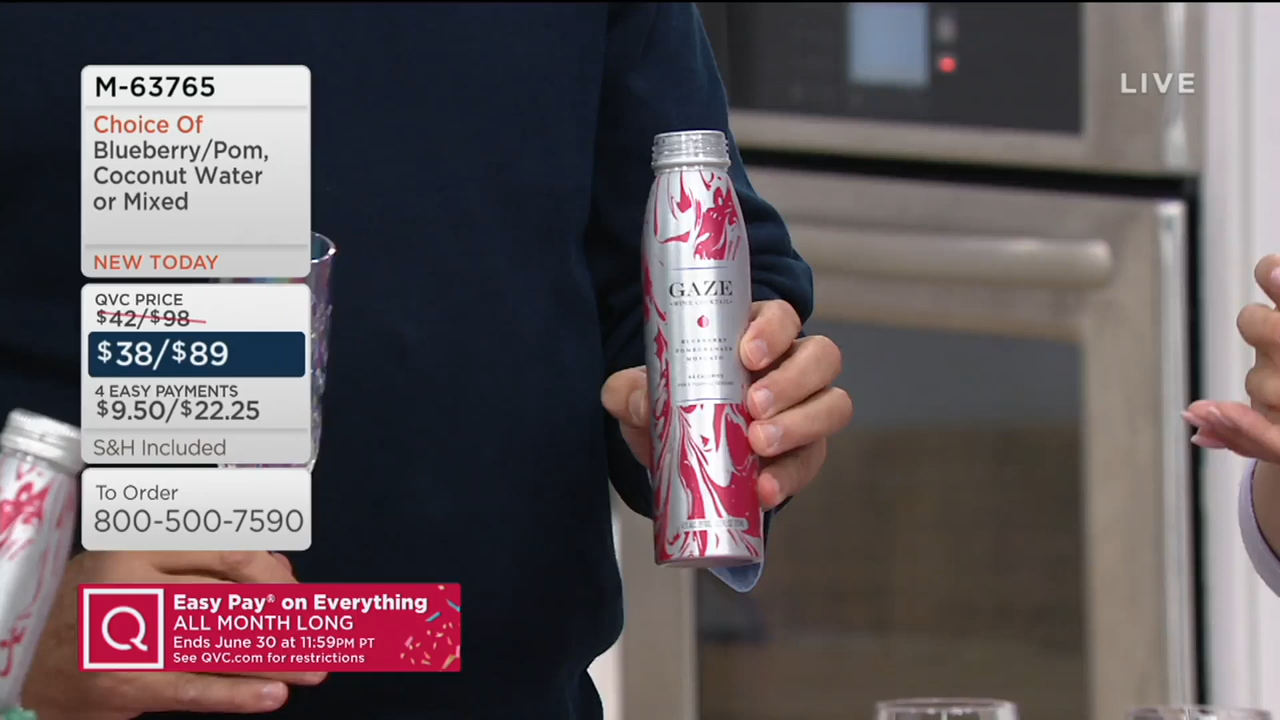 M-63765
Choice Of
Blueberry/Pom,
Coconut Water
or Mixed
NEW TODAY
QVC PRICE
$42/$98
$38/$89
4 EASY PAYMENTS
$9.50/$22.25
S&H Included
To Order
800-500-7590
Q
Easy Pay® on Everything
ALL MONTH LONG
Ends June 30 at 11:59PM PT
See QVC.com for restrictions
LIVE
GAZE
WINE COCKTAIL
BLUEBERRY
POMEGRANATE
MOSCATO